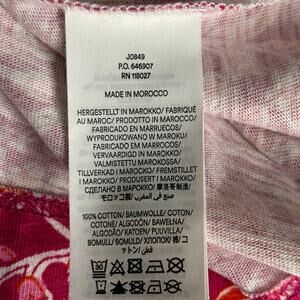 J0849
P.O. 646907
RN 118027
MADE IN MOROCCO
HERGESTELLT IN MAROKKO/ FABRIQUÉ
AU MAROC/ PRODOTTO IN MAROCCO/
FABRICADO EN MARRUECOS/
WYPRODUKOWANO W MAROKU/
FABRICADO EM MARROCOS/
VERVAARDIGD IN MAROKKO/
VALMISTETTU MAROKOSSA/
TILLVERKAD I MAROCKO/ FREMSTILLET
I MAROKKO/ PRODUSERT I MAROKKO/
СДЕЛАНО В МАРОККО/ 摩洛哥制造/
モロッコ製/ صنع في المغرب
100% COTTON/ BAUMWOLLE/ COTON/
COTONE/ ALGODÓN/ BAWEŁNA/
ALGODÃO/ KATOEN/ PUUVILLA/
BOMULL/ BOMULD/ ХЛОПОК/ 棉/ コ
ットン/ قطن